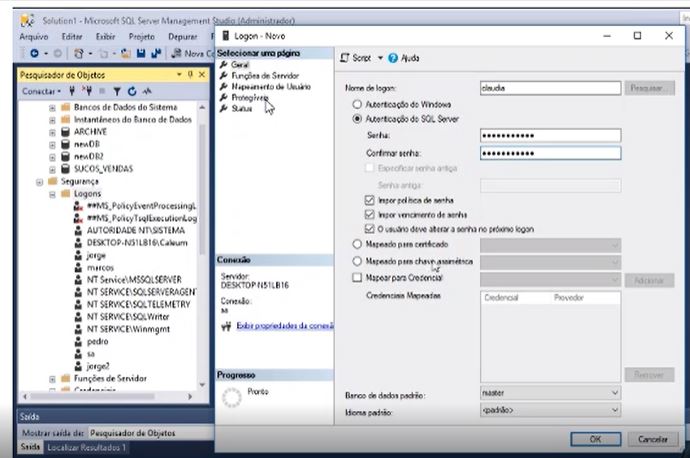 Solution1 - Microsoft SQL Server Management Studio (Administrador)
Arquivo Editar Exibir Projeto Depurar
Nova Co
Pesquisador de Objetos
Conectar
Bancos de Dados do Sistema
Instantâneos do Banco de Dados
ARCHIVE
newDB
newDB2
SUCOS_VENDAS
Segurança
Logons
##MS_PolicyEventProcessingL
##MS_PolicyTsqlExecutionLog
AUTORIDADE NT\SISTEMA
DESKTOP-N51LB16\Caleum
jorge
marcos
NT Service\MSSQLSERVER
NT SERVICE\SQLSERVERAGENT
NT SERVICE\SQLTELEMETRY
NT SERVICE\SQLWriter
NT SERVICE\Winmgmt
pedro
sa
jorge2
Funções de Servidor
Credenciais
Saída
Mostrar saída de: Pesquisador de Objetos
Saída Localizar Resultados 1
Logon - Novo
Selecionar uma página
Geral
Funções de Servidor
Mapeamento de Usuário
Protegíveis
Status
Conexão
Servidor:
DESKTOP-N51LB16
Conexão:
sa
Exibir propriedades da conexã
Progresso
Pronto
Script Ajuda
Nome de logon: claudia Pesquisar...
Autenticação do Windows
Autenticação do SQL Server
Senha: •••••••••••
Confirmar senha: •••••••••••
Especificar senha antiga
Senha antiga:
Impor política de senha
Impor vencimento de senha
O usuário deve alterar a senha no próximo logon
Mapeado para certificado
Mapeado para chave assimétrica
Mapear para Credencial Adicionar
Credenciais Mapeadas Credencial Provedor
Remover
Banco de dados padrão: master
Idioma padrão: <padrão>
OK Cancelar